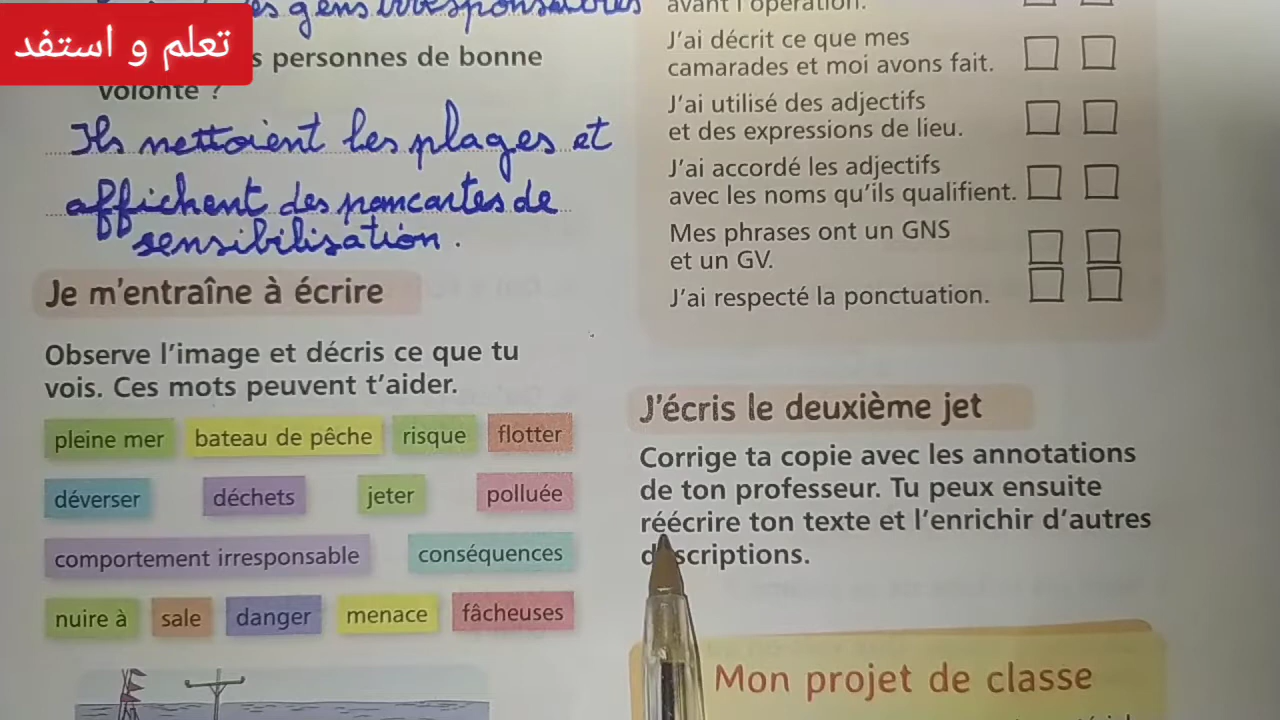 تعلم و استفد
es gens irresponsables
s personnes de bonne
volonté ?
Ils nettoient les plages et
affichent des pancartes de
sensibilisation.
Je m'entraîne à écrire
Observe l'image et décris ce que tu
vois. Ces mots peuvent t'aider.
pleine mer bateau de pêche risque flotter
déverser déchets jeter polluée
comportement irresponsable conséquences
nuire à sale danger menace fâcheuses
avant l'opération.
J'ai décrit ce que mes
camarades et moi avons fait.
J'ai utilisé des adjectifs
et des expressions de lieu.
J'ai accordé les adjectifs
avec les noms qu'ils qualifient.
Mes phrases ont un GNS
et un GV.
J'ai respecté la ponctuation.
J'écris le deuxième jet
Corrige ta copie avec les annotations
de ton professeur. Tu peux ensuite
réécrire ton texte et l'enrichir d'autres
descriptions.
Mon projet de classe